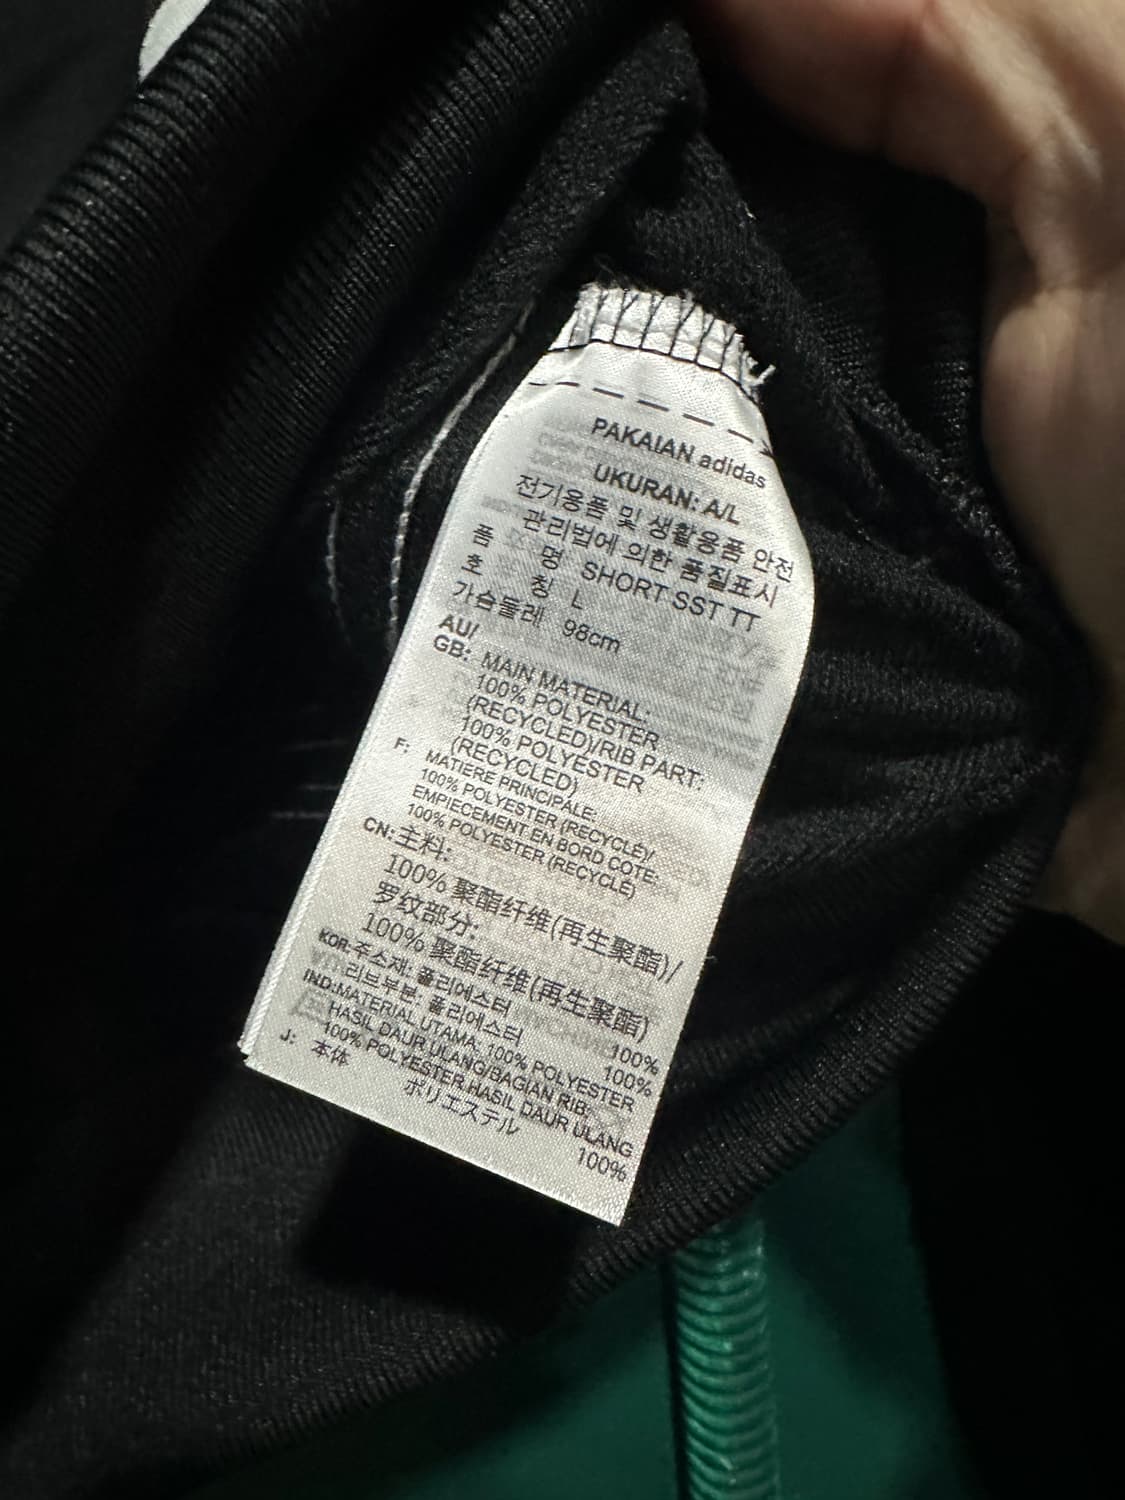 PAKAIAN adidas
UKURAN: A/L
전기용품 및 생활용품 안전
관리법에 의한 품질표시
품 명 SHORT SST TT
호 칭 L
가슴둘레 98cm
AU/
GB: MAIN MATERIAL:
100% POLYESTER
(RECYCLED)/RIB PART:
100% POLYESTER
(RECYCLED)
F: MATIERE PRINCIPALE:
100% POLYESTER (RECYCLÉ)/
EMPIECEMENT EN BORD COTE:
100% POLYESTER (RECYCLÉ)
CN: 主料:
100% 聚酯纤维(再生聚酯)/
罗纹部分:
100% 聚酯纤维(再生聚酯)
KOR: 주소재: 폴리에스터 100%
리브부분: 폴리에스터 100%
IND: MATERIAL UTAMA: 100% POLYESTER
HASIL DAUR ULANG/BAGIAN RIB:
100% POLYESTER HASIL DAUR ULANG
J: 本体
ポリエステル 100%